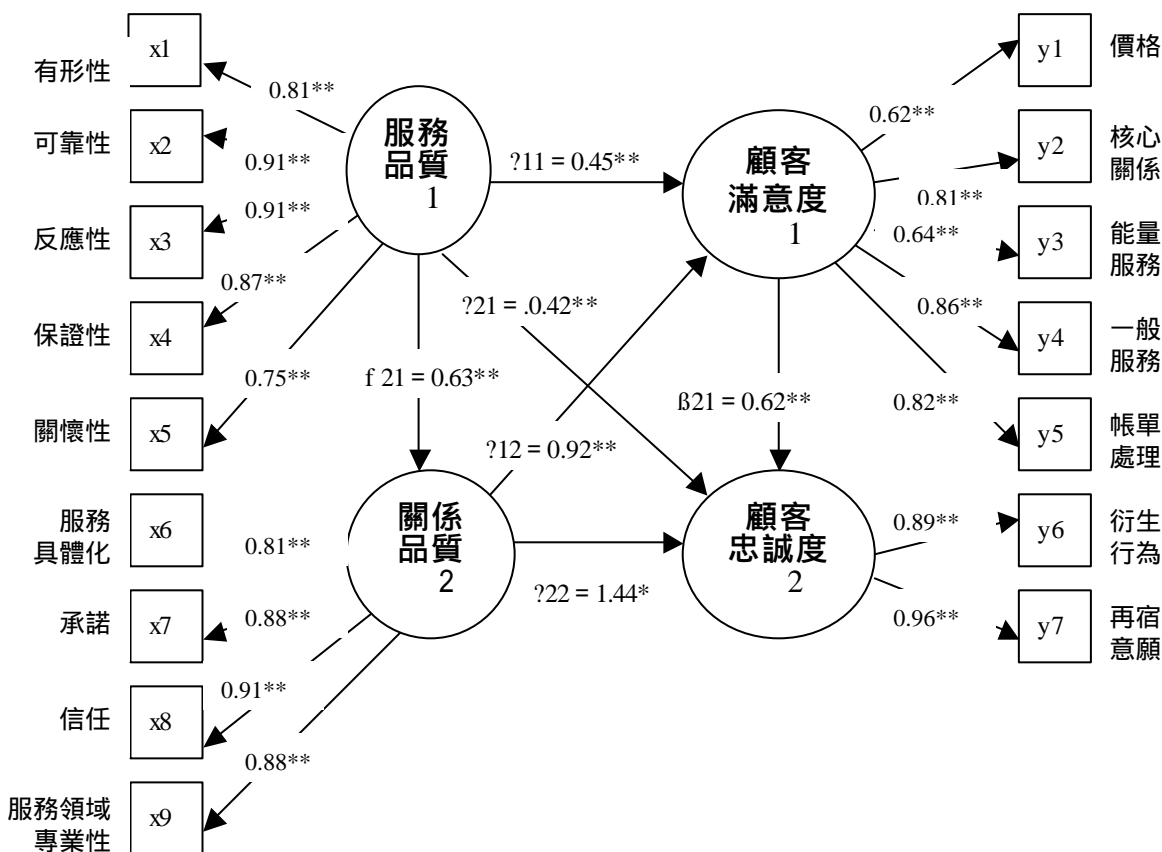 x1
有形性
0.81**
可靠性
x2
0.91**
反應性
x3
0.91**
保證性
x4
0.87**
關懷性
x5
0.75**
服務
具體化
x6
0.81**
承諾
x7
0.88**
信任
x8
0.91**
服務領域
專業性
x9
0.88**
服務
品質
1
?11 = 0.45**
?21 = .0.42**
f 21 = 0.63**
?12 = 0.92**
關係
品質
2
?22 = 1.44*
顧客
滿意度
1
ß21 = 0.62**
顧客
忠誠度
2
0.62**
y1
價格
0.81**
y2
核心
關係
0.64**
y3
能量
服務
0.86**
y4
一般
服務
0.82**
y5
帳單
處理
0.89**
y6
衍生
行為
0.96**
y7
再宿
意願